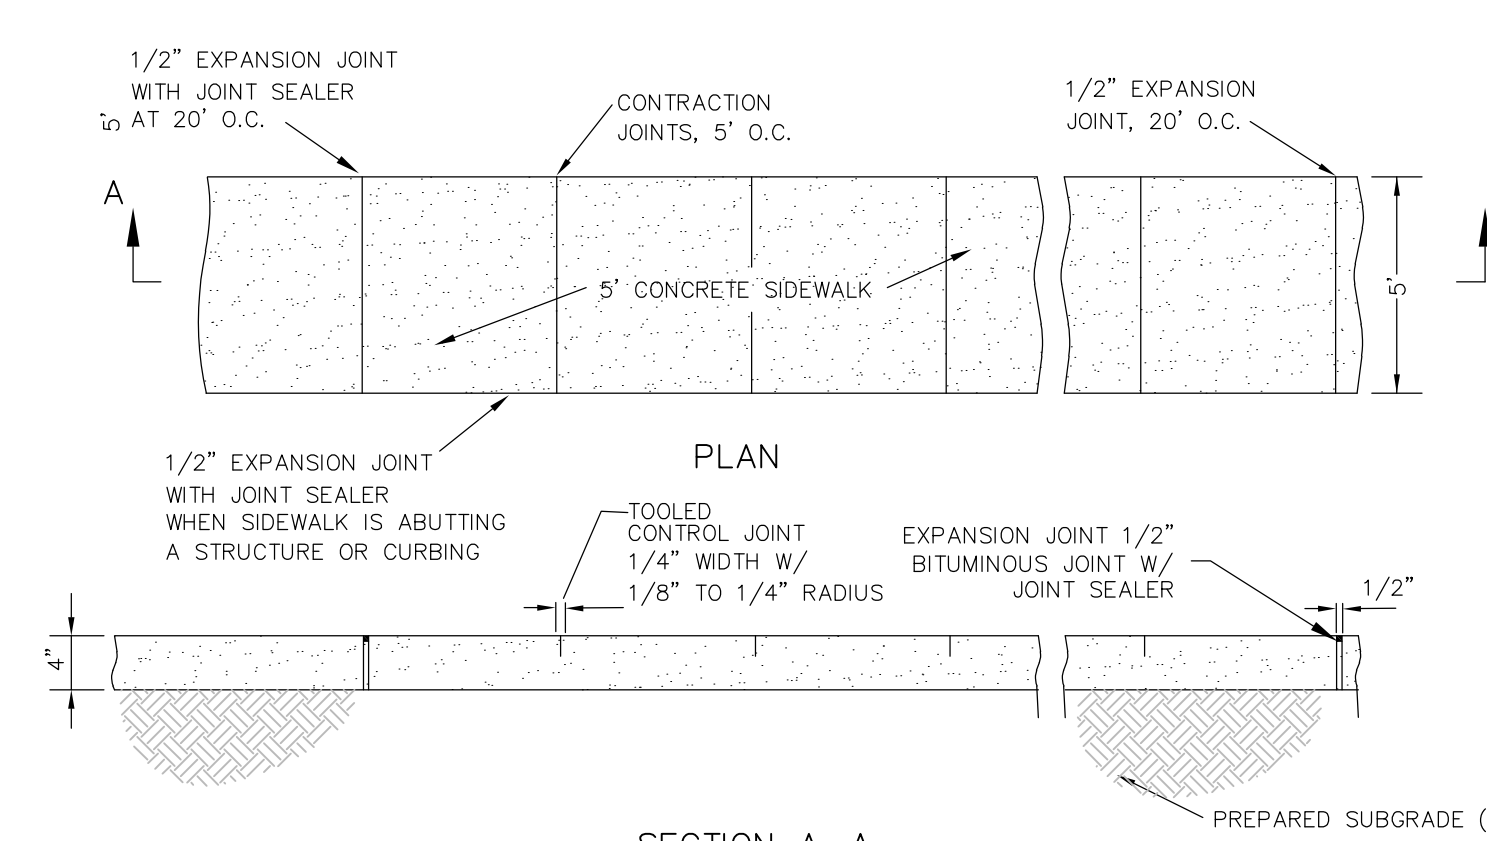 1/2” EXPANSION JOINT
WITH JOINT SEALER
AT 20’ O.C.
5’
CONTRACTION
JOINTS, 5’ O.C.
1/2” EXPANSION
JOINT, 20’ O.C.
A
5’ CONCRETE SIDEWALK
5’
PLAN
1/2” EXPANSION JOINT
WITH JOINT SEALER
WHEN SIDEWALK IS ABUTTING
A STRUCTURE OR CURBING
TOOLED
CONTROL JOINT
1/4” WIDTH W/
1/8” TO 1/4” RADIUS
EXPANSION JOINT 1/2”
BITUMINOUS JOINT W/
JOINT SEALER
1/2”
4”
PREPARED SUBGRADE (
SECTION A-A